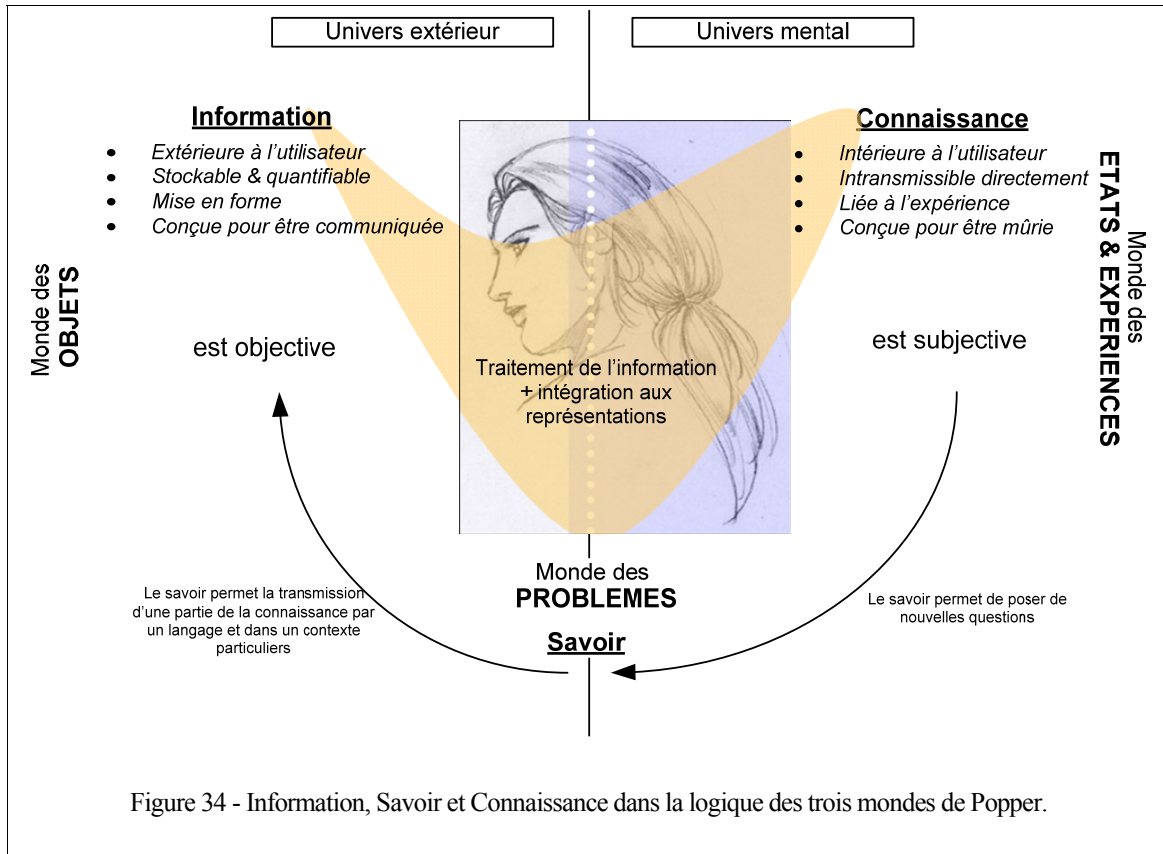 Univers extérieur
Univers mental
Information
• Extérieure à l'utilisateur
• Stockable & quantifiable
• Mise en forme
• Conçue pour être communiquée
est objective
Monde des
OBJETS
Connaissance
• Intérieure à l'utilisateur
• Intransmissible directement
• Liée à l'expérience
• Conçue pour être mûrie
est subjective
Monde des
ETATS & EXPERIENCES
Traitement de l'information
+ intégration aux
représentations
Monde des
PROBLEMES
Savoir
Le savoir permet la transmission
d'une partie de la connaissance par
un langage et dans un contexte
particuliers
Le savoir permet de poser de
nouvelles questions
Figure 34 - Information, Savoir et Connaissance dans la logique des trois mondes de Popper.